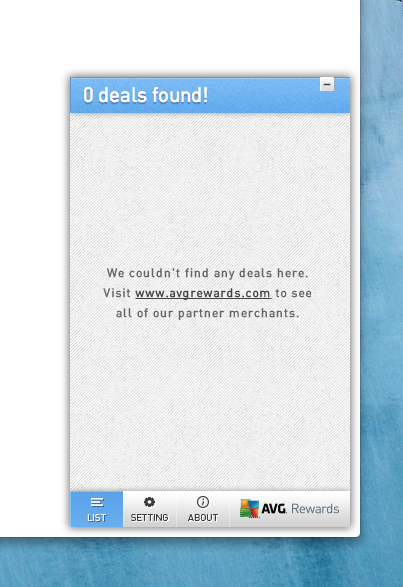 0 deals found!
We couldn't find any deals here.
Visit www.avgrewards.com to see
all of our partner merchants.
LIST SETTING ABOUT AVG. Rewards